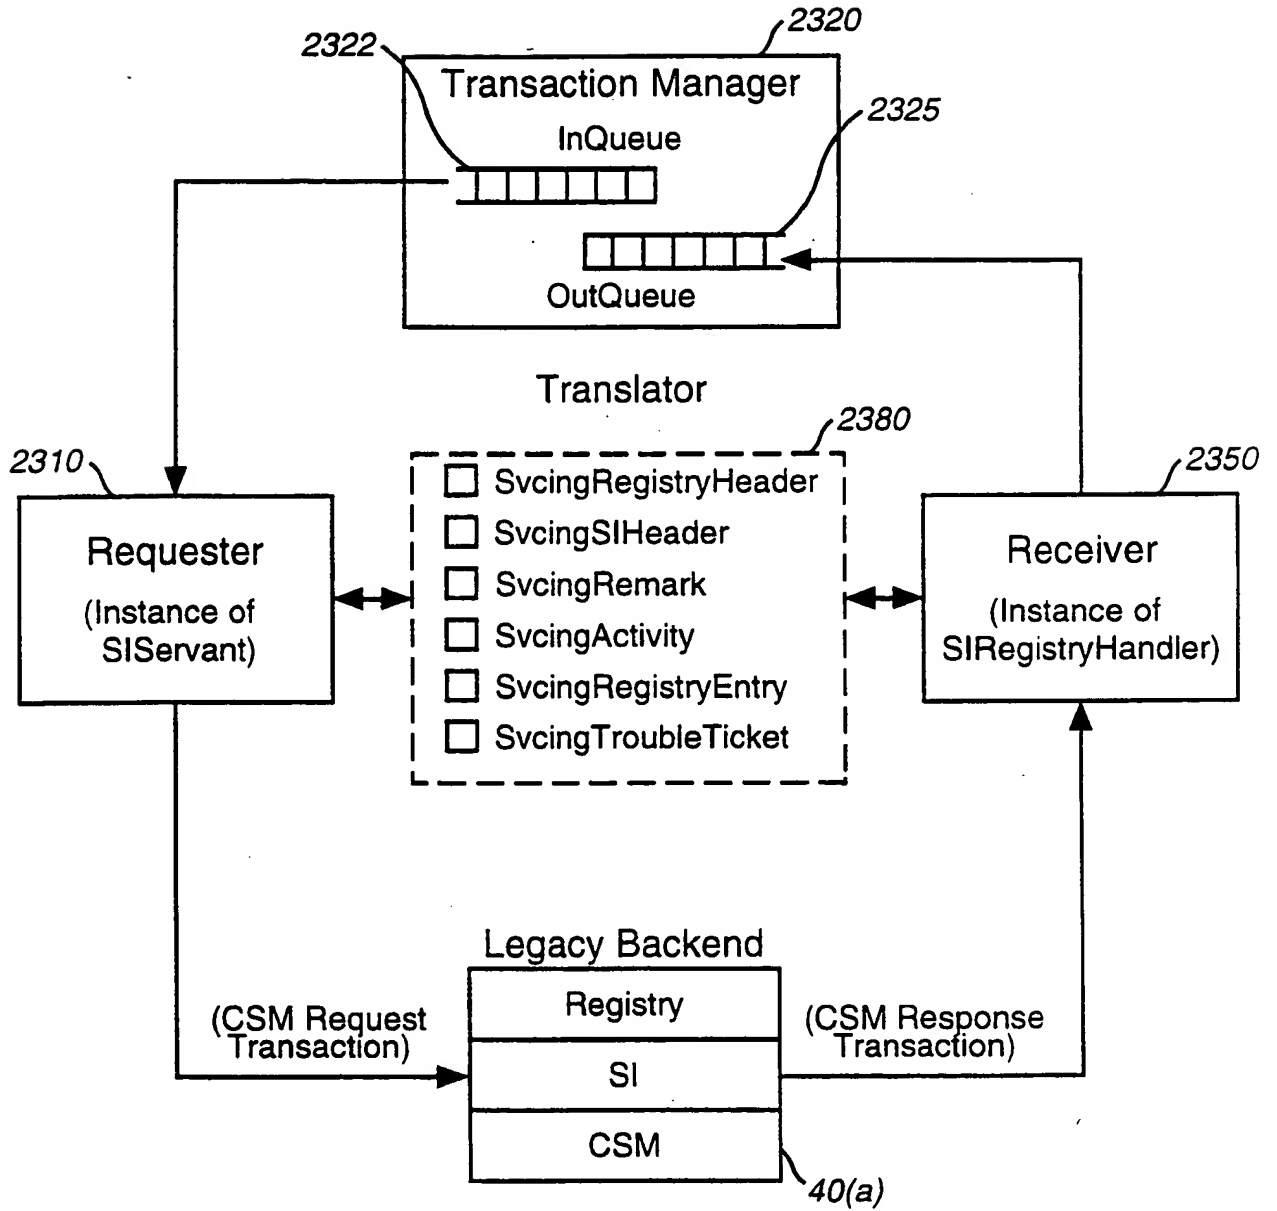 2320
2322
Transaction Manager
2325
InQueue
OutQueue
Translator
2380
2310
2350
SvcingRegistryHeader
SvcingSIHeader
SvcingRemark
SvcingActivity
SvcingRegistryEntry
SvcingTroubleTicket
Requester
(Instance of
SIServant)
Receiver
(Instance of
SIRegistryHandler)
Legacy Backend
Registry
SI
CSM
(CSM Request
Transaction)
(CSM Response
Transaction)
40(a)